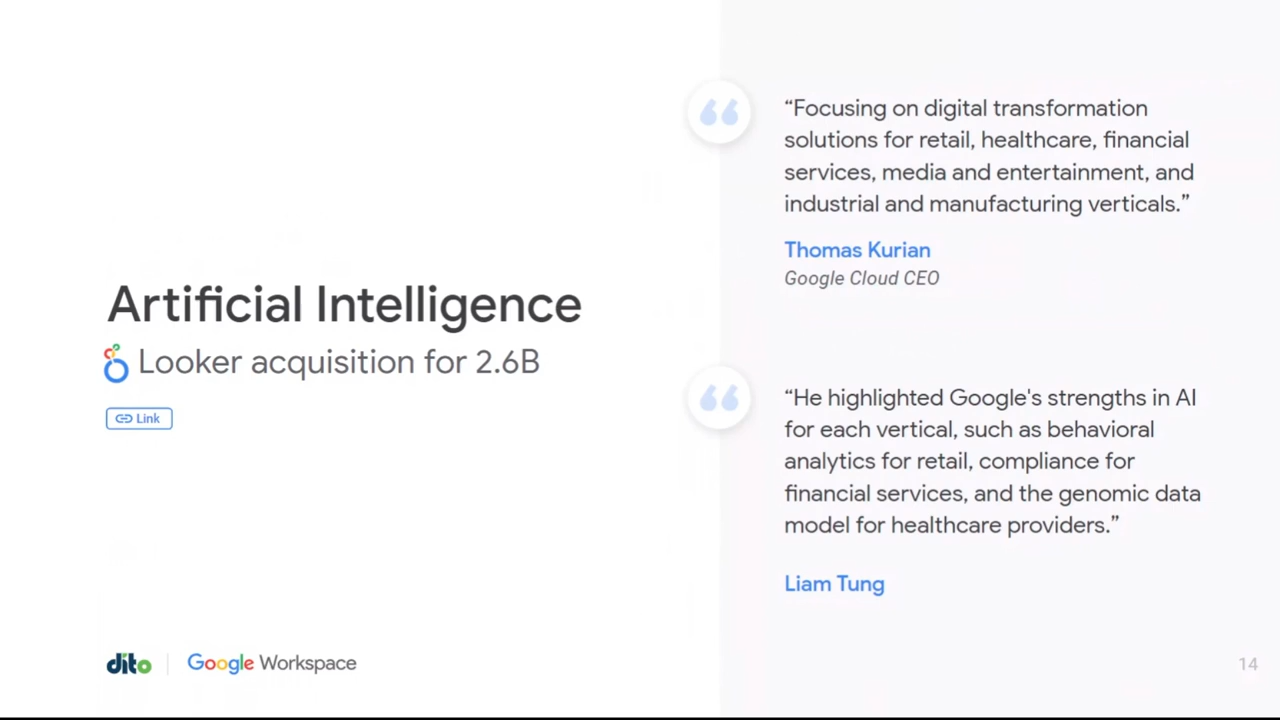 Artificial Intelligence
Looker acquisition for 2.6B
Link
“Focusing on digital transformation
solutions for retail, healthcare, financial
services, media and entertainment, and
industrial and manufacturing verticals.”
Thomas Kurian
Google Cloud CEO
“He highlighted Google's strengths in AI
for each vertical, such as behavioral
analytics for retail, compliance for
financial services, and the genomic data
model for healthcare providers.”
Liam Tung
dito
Google Workspace
14